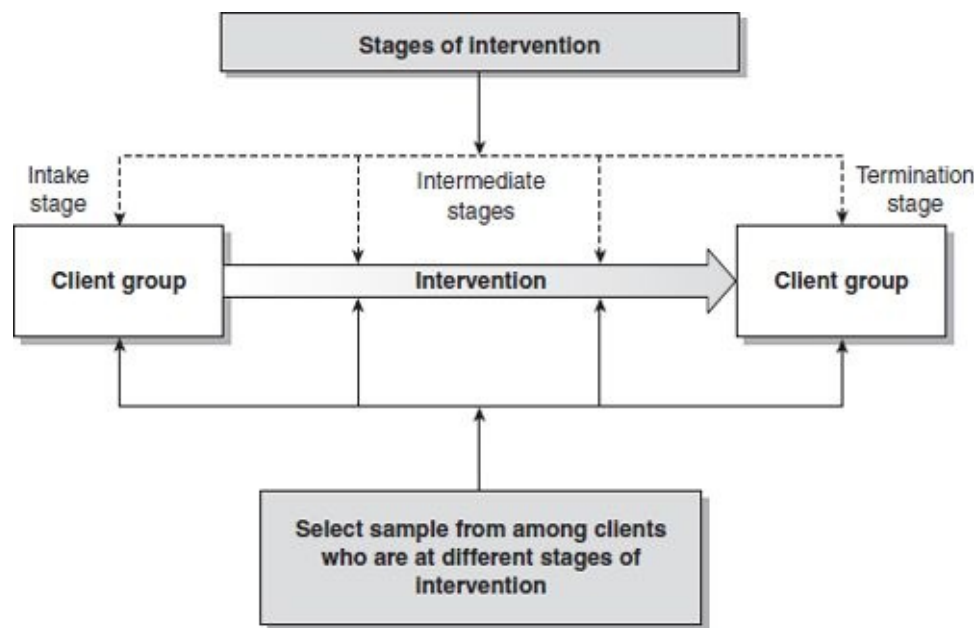 Stages of intervention
Intake
stage
Intermediate
stages
Termination
stage
Client group
Intervention
Client group
Select sample from among clients
who are at different stages of
intervention